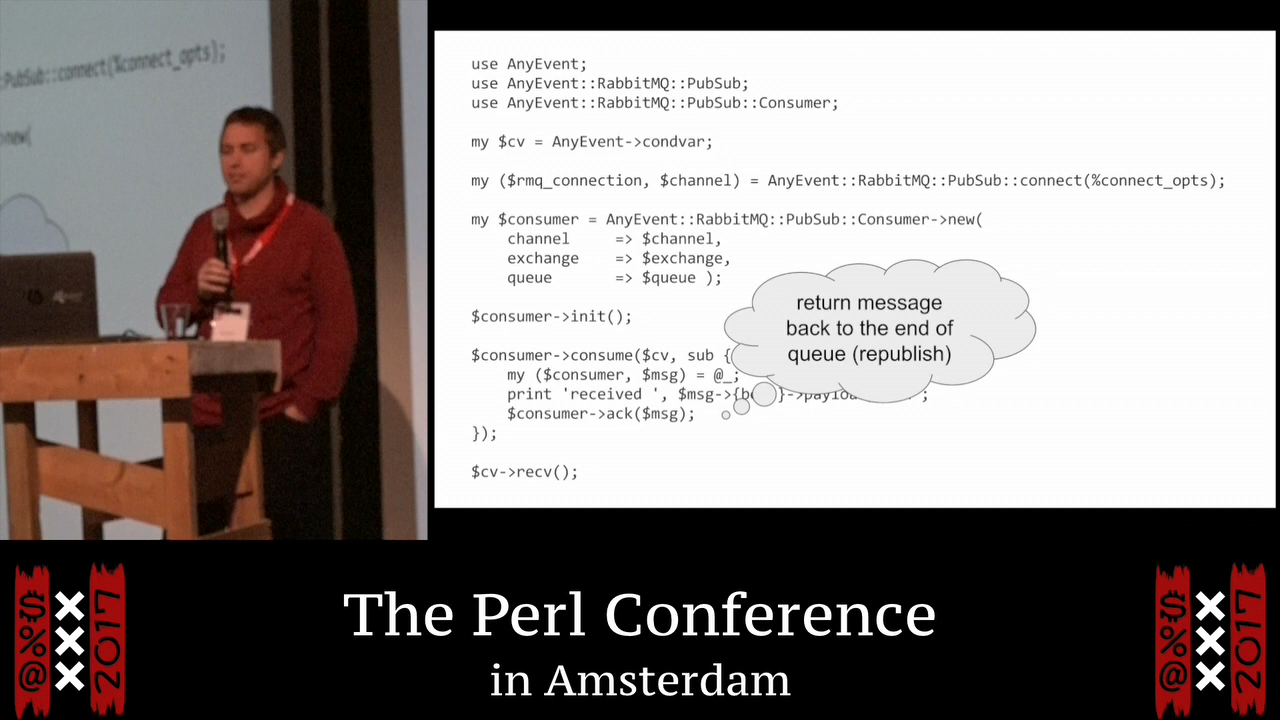 PubSub::connect(%connect_opts);
new(
use AnyEvent;
use AnyEvent::RabbitMQ::PubSub;
use AnyEvent::RabbitMQ::PubSub::Consumer;
my $cv = AnyEvent->condvar;
my ($rmq_connection, $channel) = AnyEvent::RabbitMQ::PubSub::connect(%connect_opts);
my $consumer = AnyEvent::RabbitMQ::PubSub::Consumer->new(
channel => $channel,
exchange => $exchange,
queue => $queue );
$consumer->init();
$consumer->consume($cv, sub {
my ($consumer, $msg) = @_;
print 'received ', $msg->{
}->
;
$consumer->ack($msg);
});
$cv->recv();
return message
back to the end of
queue (republish)
The Perl Conference
in Amsterdam
@%$
XXX
2017
@%$
XXX
2017